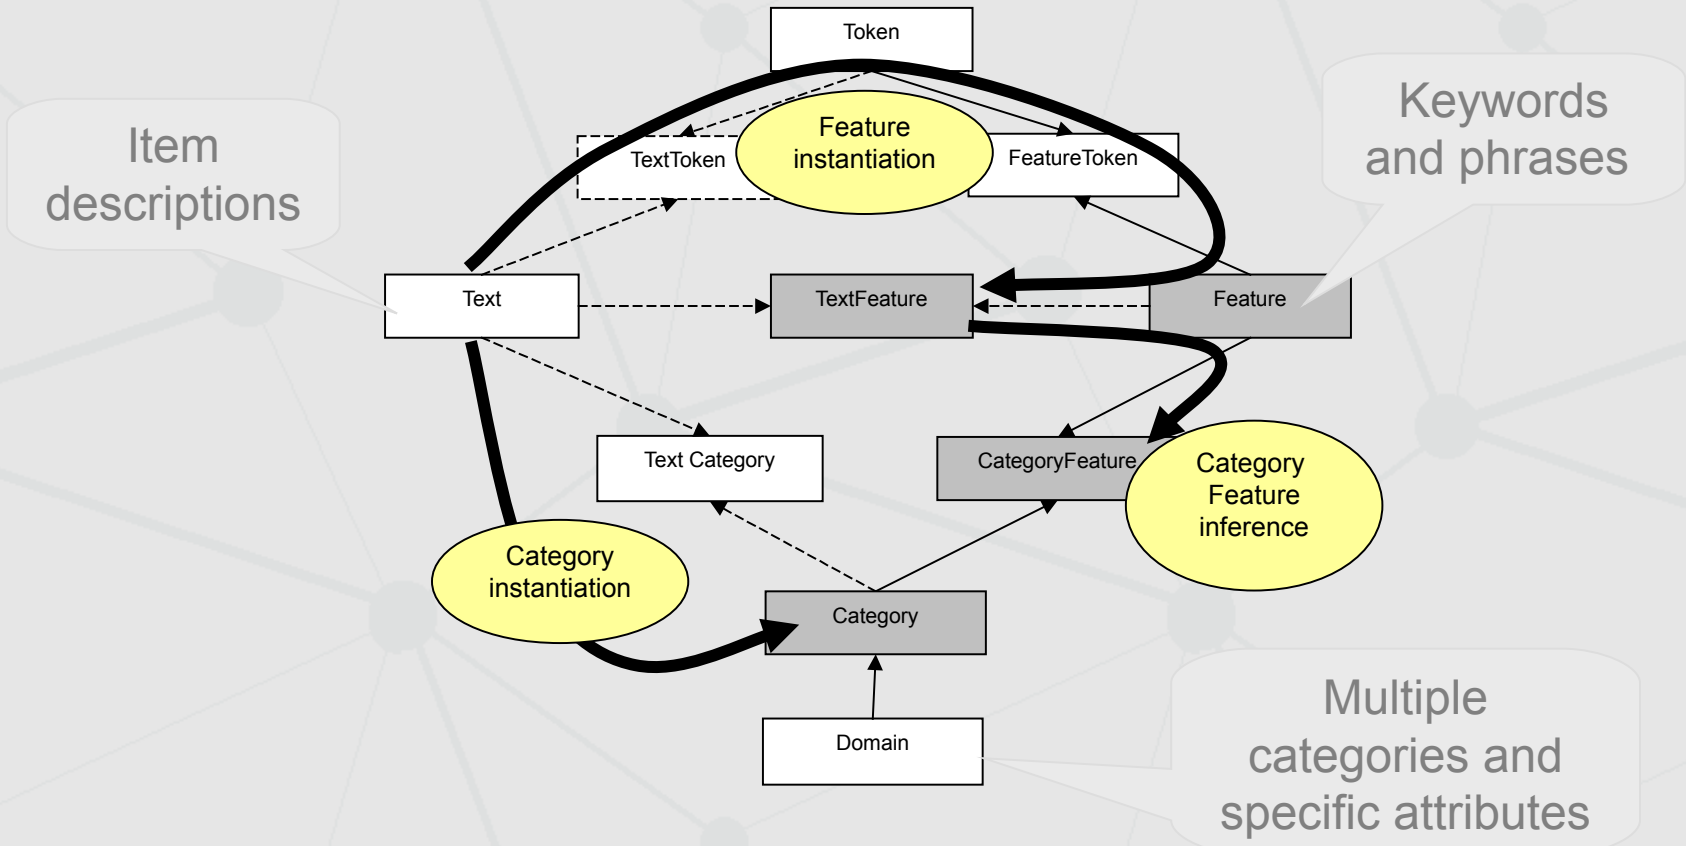 Token
Keywords
and phrases
Item
descriptions
Feature
instantiation
TextToken
FeatureToken
Text
TextFeature
Feature
Text Category
CategoryFeature
Category
Feature
inference
Category
instantiation
Category
Domain
Multiple
categories and
specific attributes